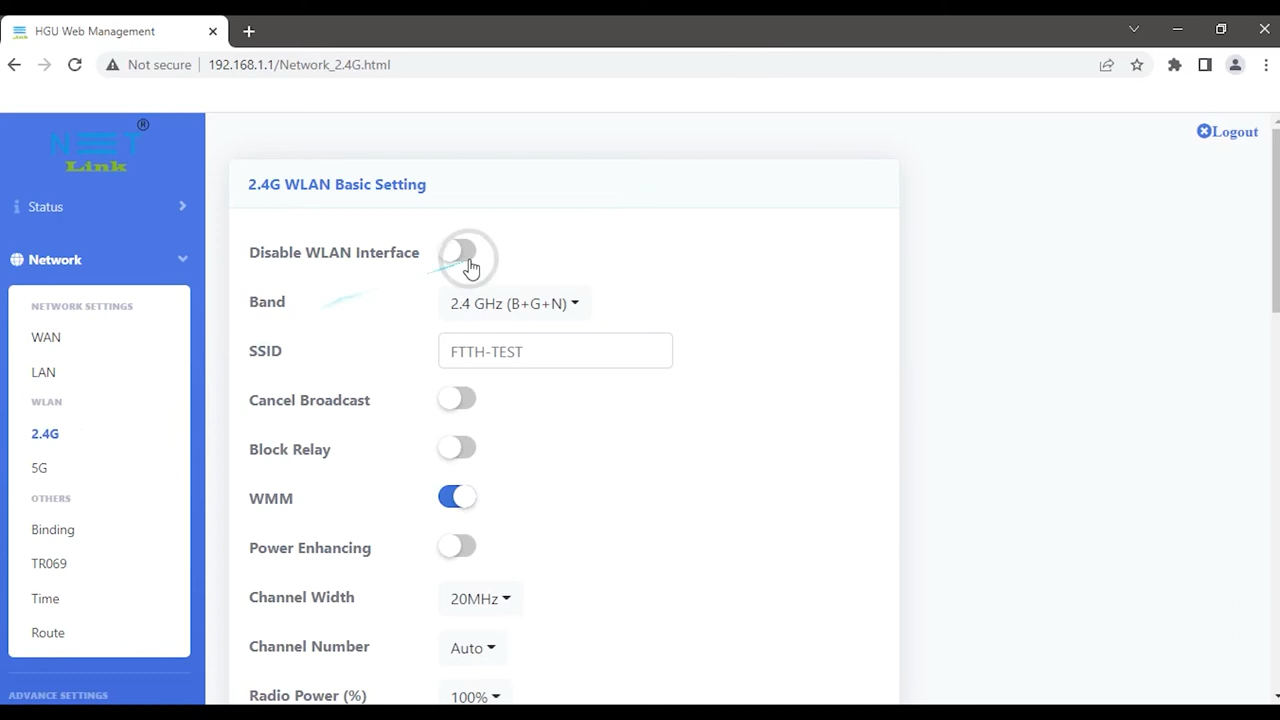 HGU Web Management
Not secure
192.168.1.1/Network_2.4G.html
NET
Link
®
Logout
Status
Network
NETWORK SETTINGS
WAN
LAN
WLAN
2.4G
5G
OTHERS
Binding
TR069
Time
Route
ADVANCE SETTINGS
2.4G WLAN Basic Setting
Disable WLAN Interface
Band 2.4 GHz (B+G+N)
SSID FTTH-TEST
Cancel Broadcast
Block Relay
WMM
Power Enhancing
Channel Width 20MHz
Channel Number Auto
Radio Power (%) 100%